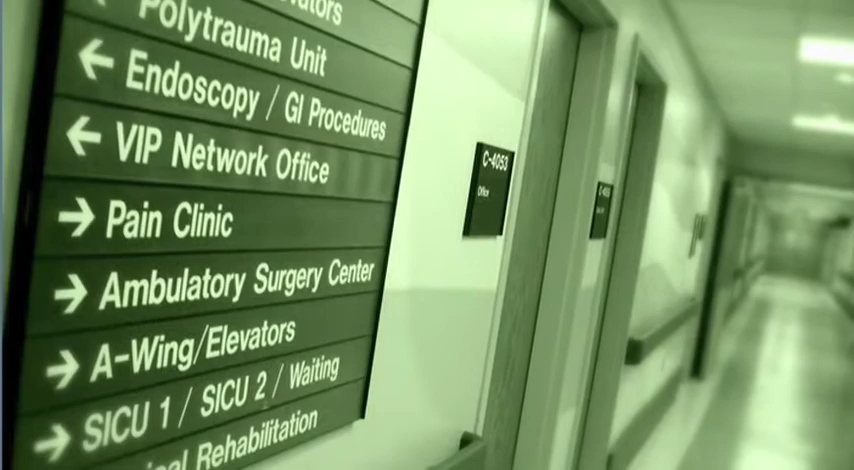 Polytrauma Unit
← Endoscopy / GI Procedures
← VIP Network Office
→ Pain Clinic
→ Ambulatory Surgery Center
→ A-Wing/Elevators
→ SICU 1 / SICU 2 / Waiting
Rehabilitation
C-4053
Office